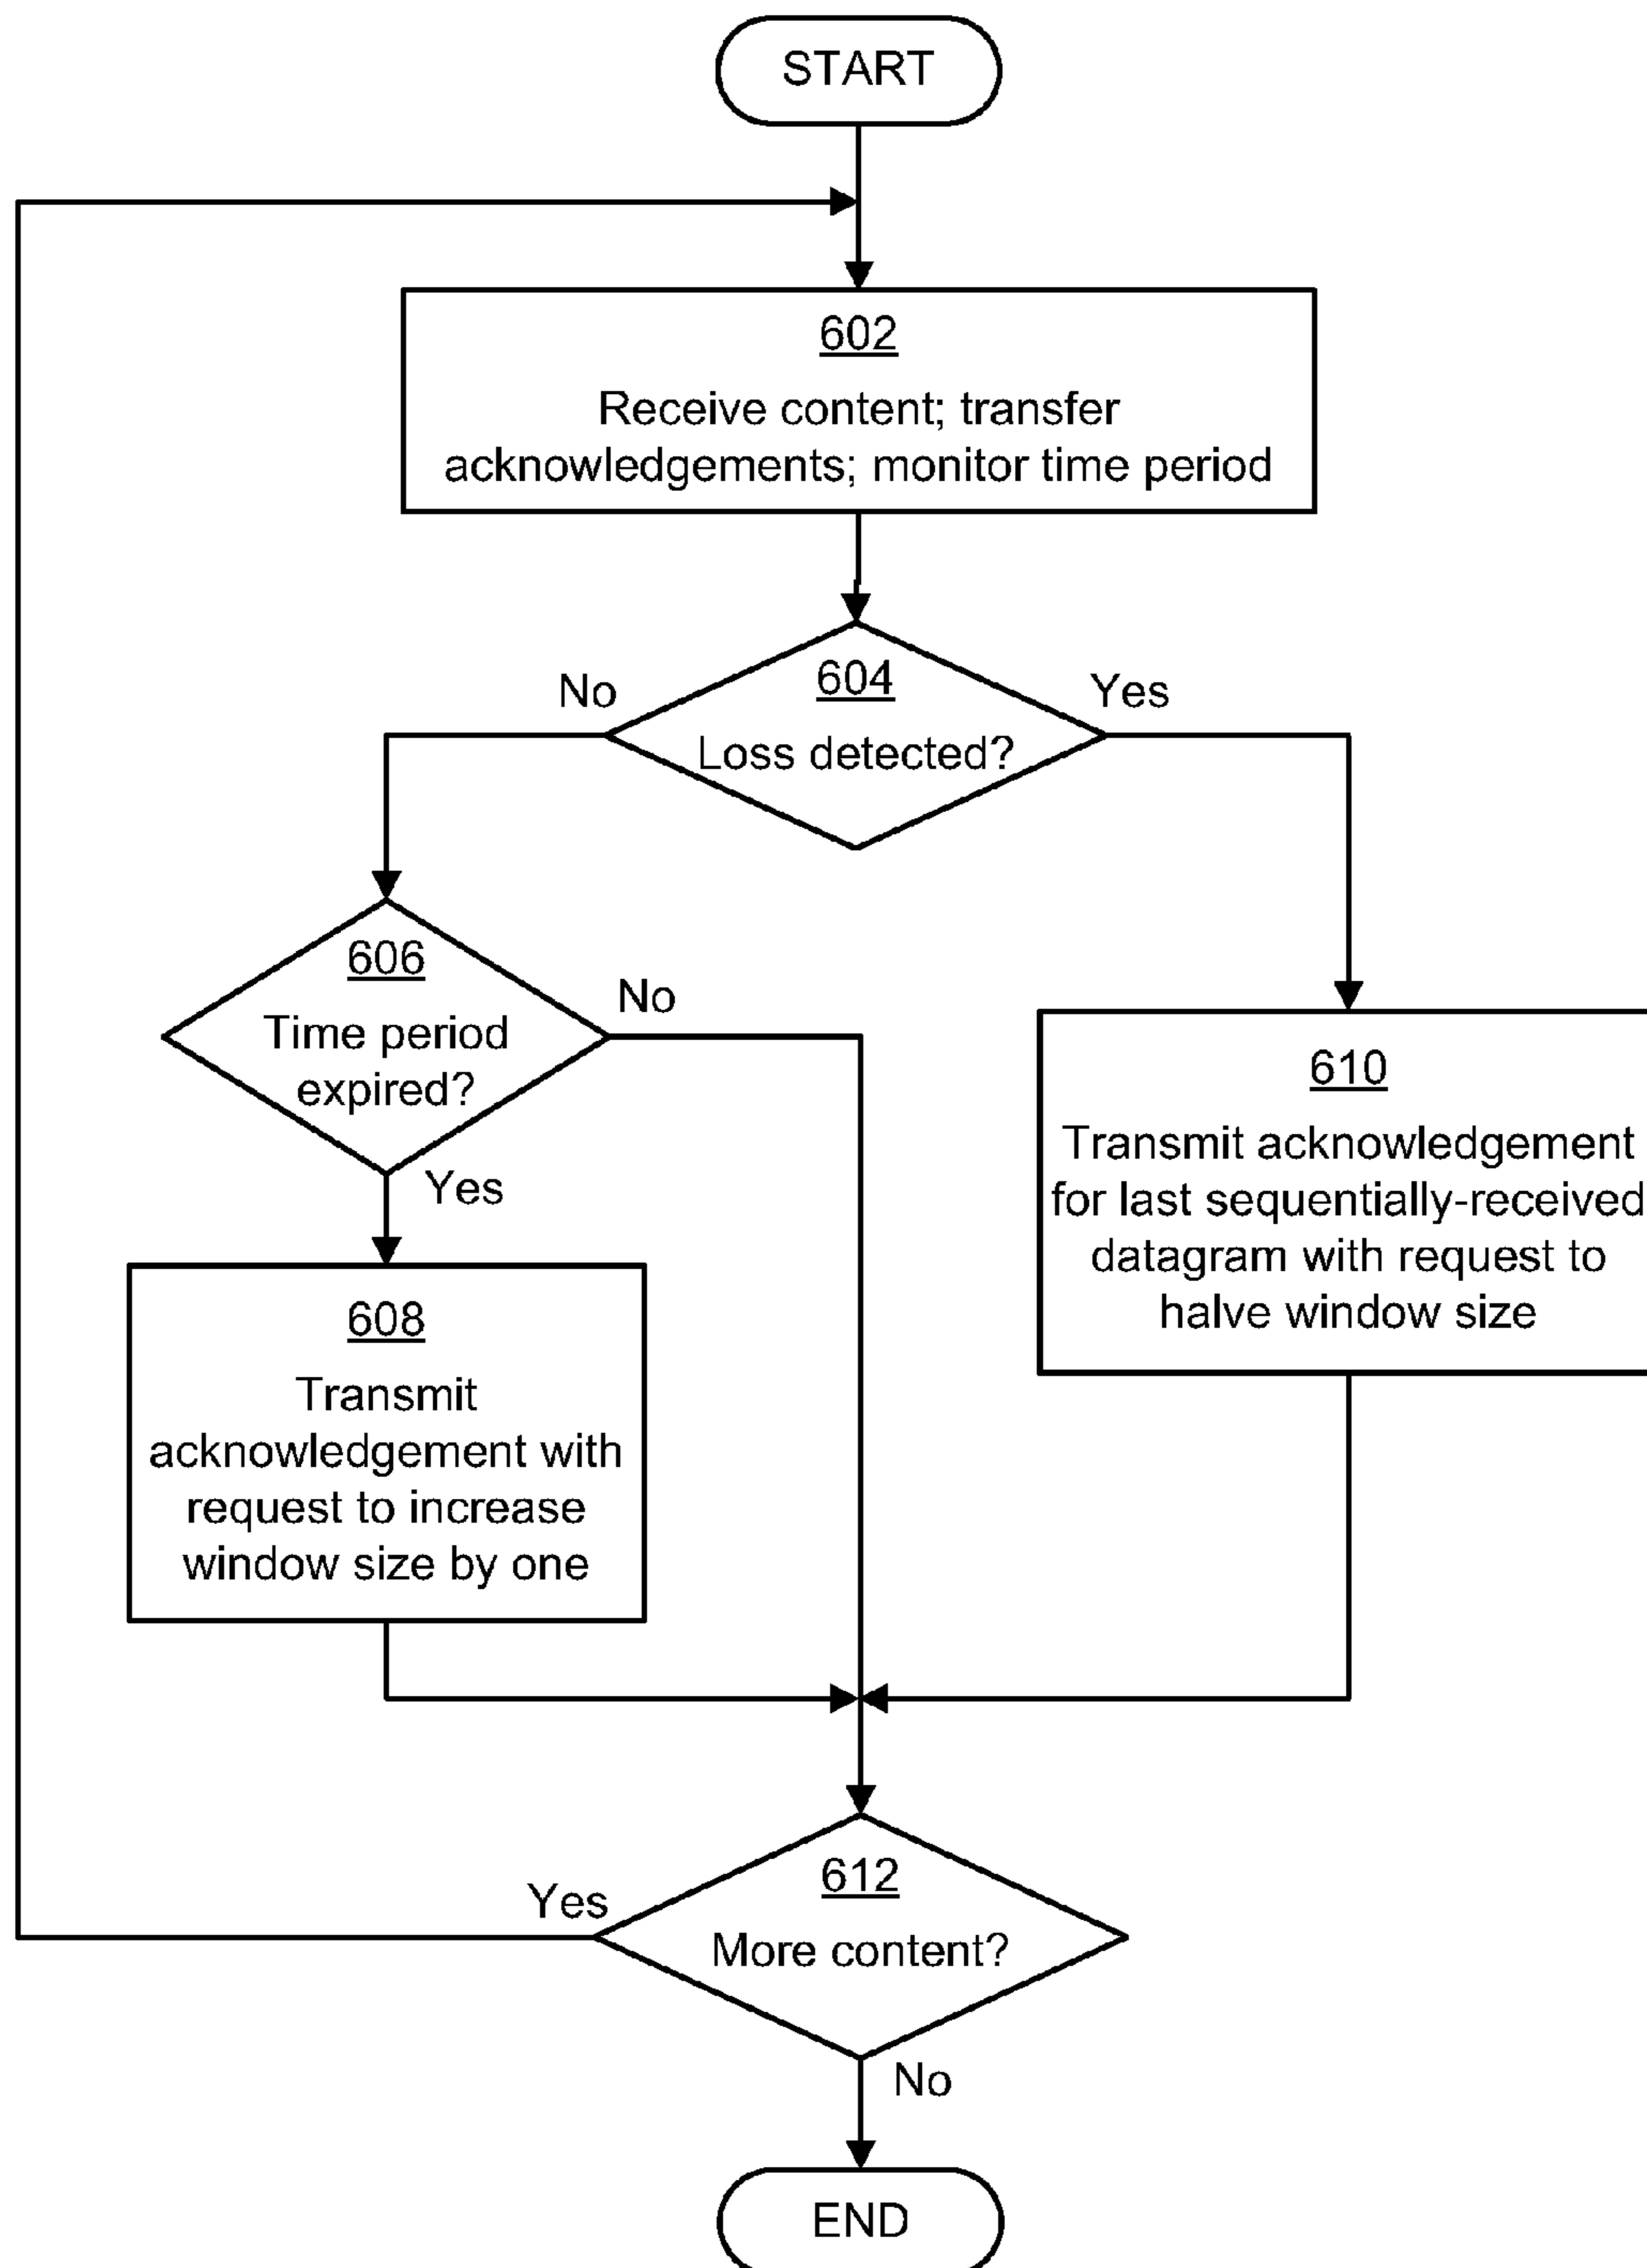 START
602
Receive content; transfer
acknowledgements; monitor time period
No
604
Yes
Loss detected?
606
No
Time period
expired?
Yes
610
Transmit acknowledgement
for last sequentially-received
datagram with request to
halve window size
608
Transmit
acknowledgement with
request to increase
window size by one
Yes
612
More content?
No
END